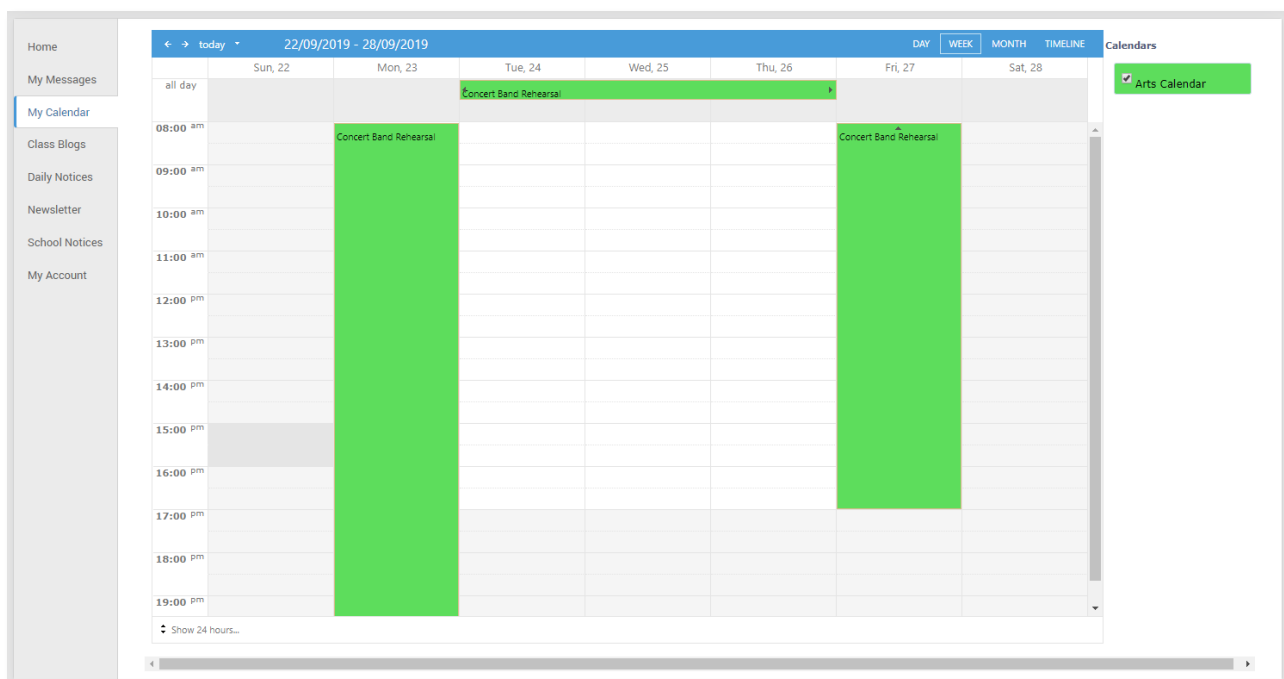 Home
My Messages
My Calendar
Class Blogs
Daily Notices
Newsletter
School Notices
My Account
today 22/09/2019 - 28/09/2019 DAY WEEK MONTH TIMELINE
Sun, 22 Mon, 23 Tue, 24 Wed, 25 Thu, 26 Fri, 27 Sat, 28
all day Concert Band Rehearsal
08:00 am Concert Band Rehearsal Concert Band Rehearsal
09:00 am
10:00 am
11:00 am
12:00 pm
13:00 pm
14:00 pm
15:00 pm
16:00 pm
17:00 pm
18:00 pm
19:00 pm
Show 24 hours...
Calendars
Arts Calendar